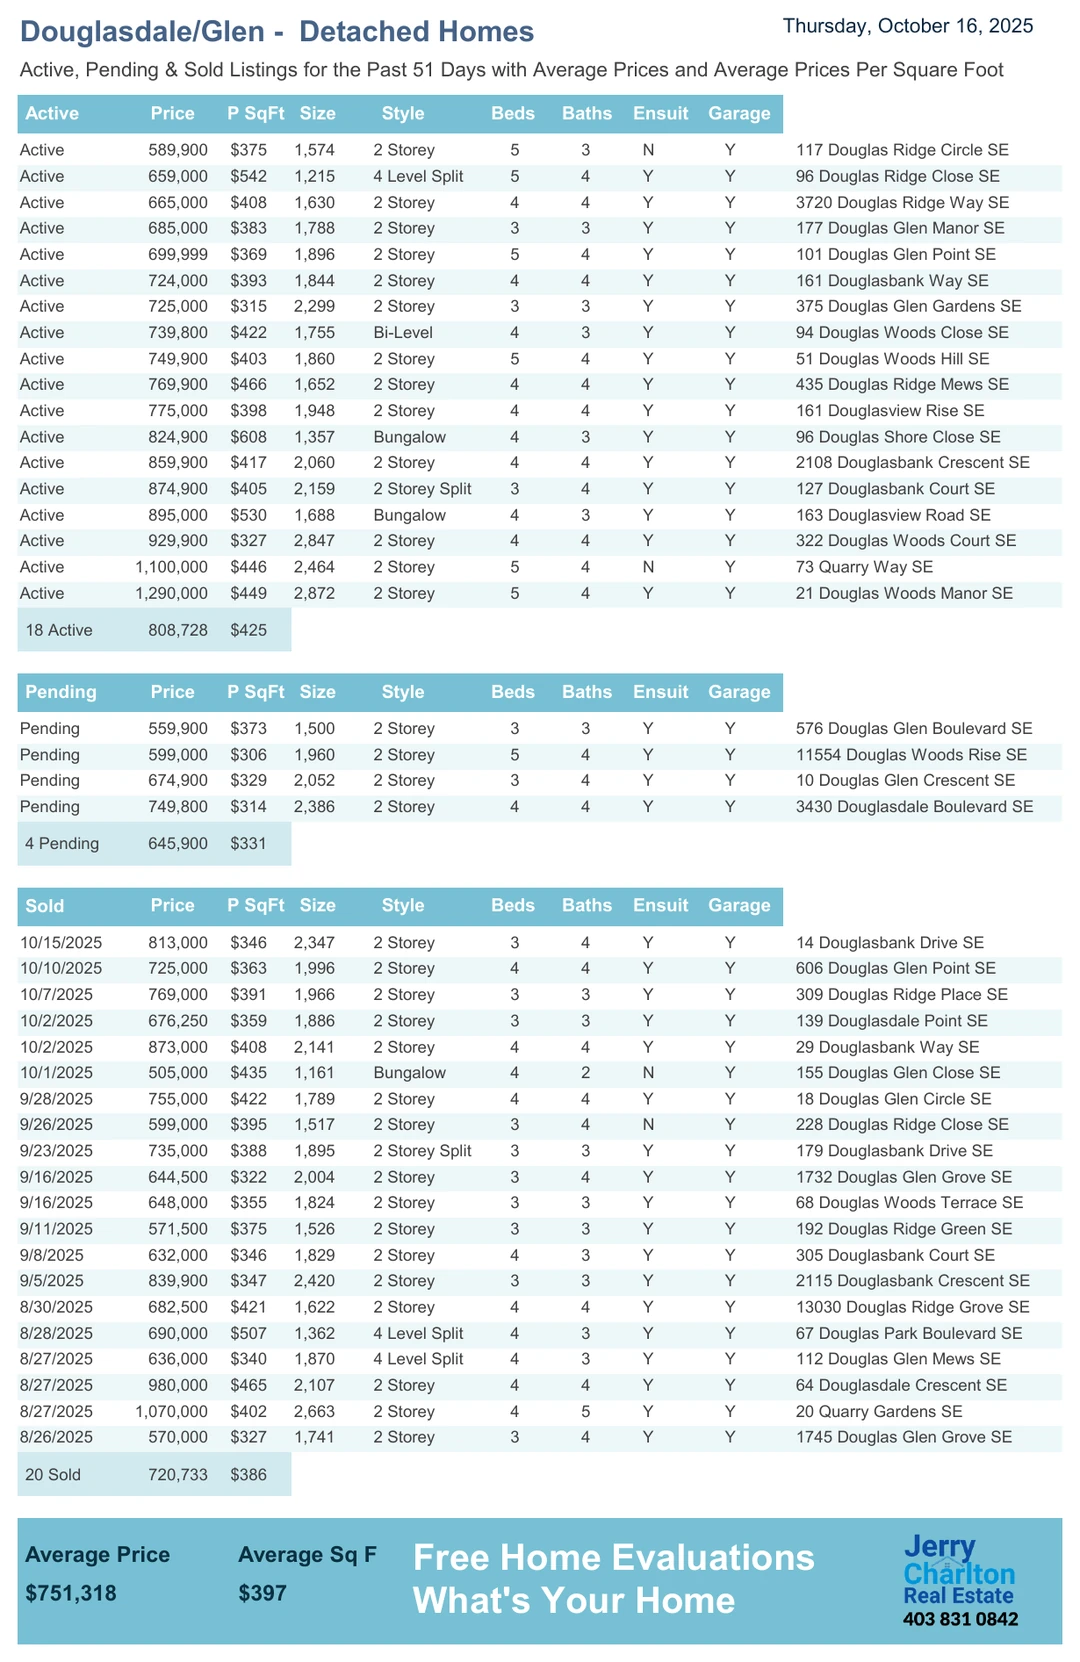 Douglasdale/Glen -  Detached Homes
Thursday, October 16, 2025
Active, Pending & Sold Listings for the Past 51 Days with Average Prices and Average Prices Per Square Foot
Active Price P SqFt Size Style Beds Baths Ensuit Garage
Active 589,900 $375 1,574 2 Storey 5 3 N Y 117 Douglas Ridge Circle SE
Active 659,000 $542 1,215 4 Level Split 5 4 Y Y 96 Douglas Ridge Close SE
Active 665,000 $408 1,630 2 Storey 4 4 Y Y 3720 Douglas Ridge Way SE
Active 685,000 $383 1,788 2 Storey 3 3 Y Y 177 Douglas Glen Manor SE
Active 699,999 $369 1,896 2 Storey 5 4 Y Y 101 Douglas Glen Point SE
Active 724,000 $393 1,844 2 Storey 4 4 Y Y 161 Douglasbank Way SE
Active 725,000 $315 2,299 2 Storey 3 3 Y Y 375 Douglas Glen Gardens SE
Active 739,800 $422 1,755 Bi-Level 4 3 Y Y 94 Douglas Woods Close SE
Active 749,900 $403 1,860 2 Storey 5 4 Y Y 51 Douglas Woods Hill SE
Active 769,900 $466 1,652 2 Storey 4 4 Y Y 435 Douglas Ridge Mews SE
Active 775,000 $398 1,948 2 Storey 4 4 Y Y 161 Douglasview Rise SE
Active 824,900 $608 1,357 Bungalow 4 3 Y Y 96 Douglas Shore Close SE
Active 859,900 $417 2,060 2 Storey 4 4 Y Y 2108 Douglasbank Crescent SE
Active 874,900 $405 2,159 2 Storey Split 3 4 Y Y 127 Douglasbank Court SE
Active 895,000 $530 1,688 Bungalow 4 3 Y Y 163 Douglasview Road SE
Active 929,900 $327 2,847 2 Storey 4 4 Y Y 322 Douglas Woods Court SE
Active 1,100,000 $446 2,464 2 Storey 5 4 N Y 73 Quarry Way SE
Active 1,290,000 $449 2,872 2 Storey 5 4 Y Y 21 Douglas Woods Manor SE
18 Active 808,728 $425
Pending Price P SqFt Size Style Beds Baths Ensuit Garage
Pending 559,900 $373 1,500 2 Storey 3 3 Y Y 576 Douglas Glen Boulevard SE
Pending 599,000 $306 1,960 2 Storey 5 4 Y Y 11554 Douglas Woods Rise SE
Pending 674,900 $329 2,052 2 Storey 3 4 Y Y 10 Douglas Glen Crescent SE
Pending 749,800 $314 2,386 2 Storey 4 4 Y Y 3430 Douglasdale Boulevard SE
4 Pending 645,900 $331
Sold Price P SqFt Size Style Beds Baths Ensuit Garage
10/15/2025 813,000 $346 2,347 2 Storey 3 4 Y Y 14 Douglasbank Drive SE
10/10/2025 725,000 $363 1,996 2 Storey 4 4 Y Y 606 Douglas Glen Point SE
10/7/2025 769,000 $391 1,966 2 Storey 3 3 Y Y 309 Douglas Ridge Place SE
10/2/2025 676,250 $359 1,886 2 Storey 3 3 Y Y 139 Douglasdale Point SE
10/2/2025 873,000 $408 2,141 2 Storey 4 4 Y Y 29 Douglasbank Way SE
10/1/2025 505,000 $435 1,161 Bungalow 4 2 N Y 155 Douglas Glen Close SE
9/28/2025 755,000 $422 1,789 2 Storey 4 4 Y Y 18 Douglas Glen Circle SE
9/26/2025 599,000 $395 1,517 2 Storey 3 4 N Y 228 Douglas Ridge Close SE
9/23/2025 735,000 $388 1,895 2 Storey Split 3 3 Y Y 179 Douglasbank Drive SE
9/16/2025 644,500 $322 2,004 2 Storey 3 4 Y Y 1732 Douglas Glen Grove SE
9/16/2025 648,000 $355 1,824 2 Storey 3 3 Y Y 68 Douglas Woods Terrace SE
9/11/2025 571,500 $375 1,526 2 Storey 3 3 Y Y 192 Douglas Ridge Green SE
9/8/2025 632,000 $346 1,829 2 Storey 4 3 Y Y 305 Douglasbank Court SE
9/5/2025 839,900 $347 2,420 2 Storey 3 3 Y Y 2115 Douglasbank Crescent SE
8/30/2025 682,500 $421 1,622 2 Storey 4 4 Y Y 13030 Douglas Ridge Grove SE
8/28/2025 690,000 $507 1,362 4 Level Split 4 3 Y Y 67 Douglas Park Boulevard SE
8/27/2025 636,000 $340 1,870 4 Level Split 4 3 Y Y 112 Douglas Glen Mews SE
8/27/2025 980,000 $465 2,107 2 Storey 4 4 Y Y 64 Douglasdale Crescent SE
8/27/2025 1,070,000 $402 2,663 2 Storey 4 5 Y Y 20 Quarry Gardens SE
8/26/2025 570,000 $327 1,741 2 Storey 3 4 Y Y 1745 Douglas Glen Grove SE
20 Sold 720,733 $386
Average Price Average Sq F
$751,318 $397
Free Home Evaluations
What's Your Home
Jerry
Charlton
Real Estate
403 831 0842